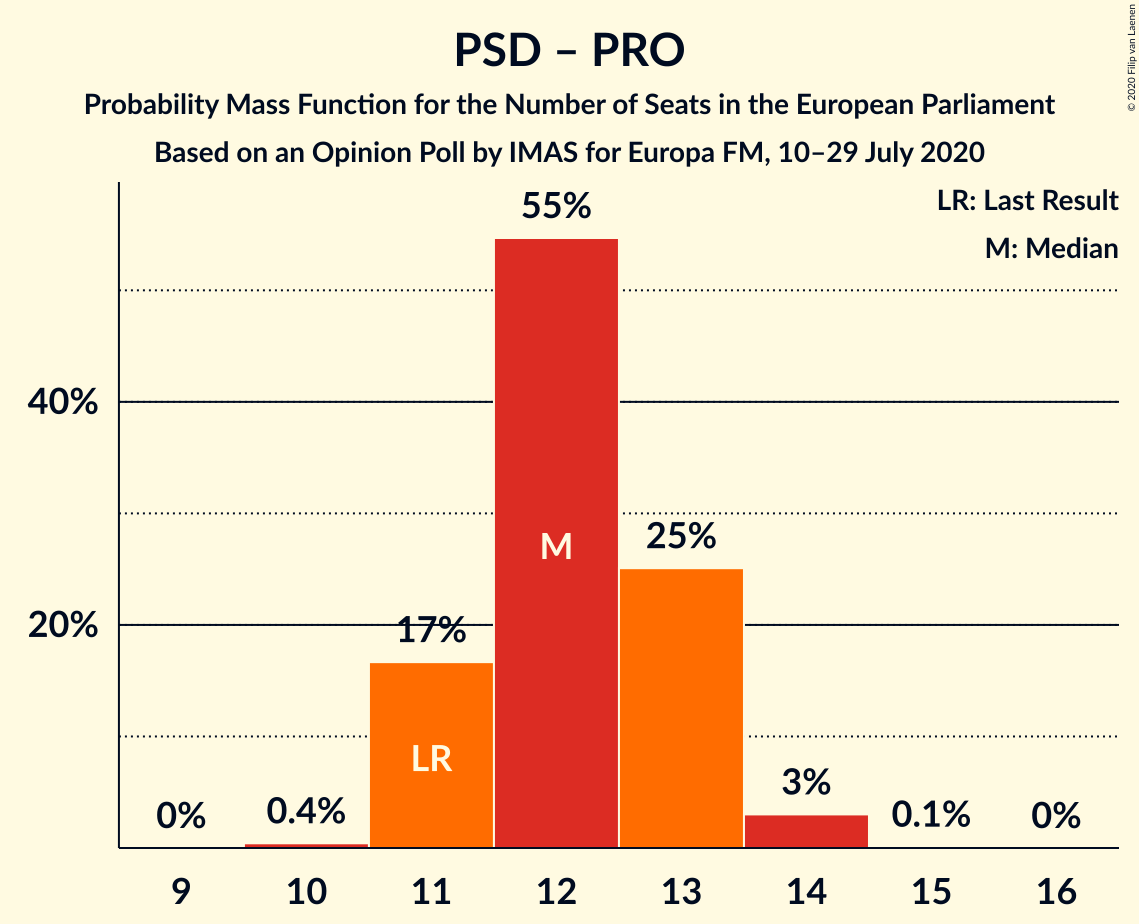 PSD – PRO
Probability Mass Function for the Number of Seats in the European Parliament
Based on an Opinion Poll by IMAS for Europa FM, 10–29 July 2020
© 2020 Filip van Laenen
LR: Last Result
M: Median
55%
40%
M
25%
20%
17%
LR
0%
0.4%
3%
0.1%
0%
9
10
11
12
13
14
15
16